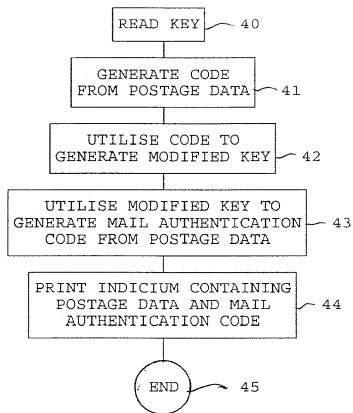 READ KEY 40
GENERATE CODE
FROM POSTAGE DATA 41
UTILISE CODE TO
GENERATE MODIFIED KEY 42
UTILISE MODIFIED KEY TO
GENERATE MAIL AUTHENTICATION
CODE FROM POSTAGE DATA 43
PRINT INDICIUM CONTAINING
POSTAGE DATA AND MAIL
AUTHENTICATION CODE 44
END 45